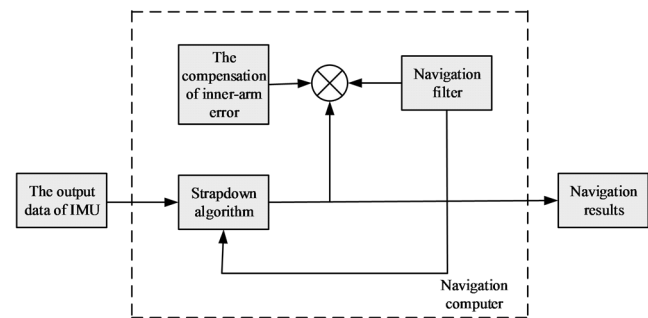 The
compensation
of inner-arm
error
Navigation
filter
The output
data of IMU
Strapdown
algorithm
Navigation
results
Navigation
computer